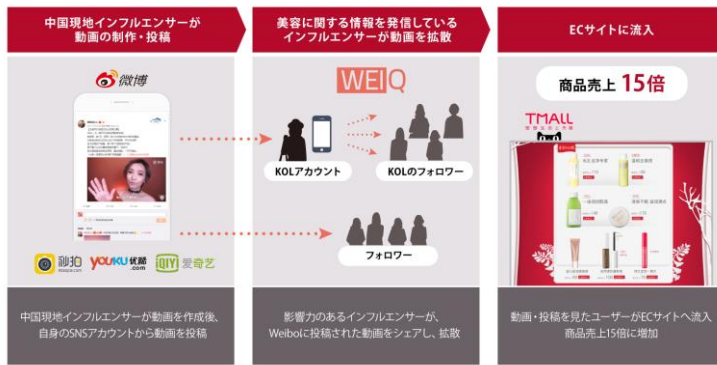 中国現地インフルエンサーが
動画の制作・投稿
美容に関する情報を発信している
インフルエンサーが動画を拡散
ECサイトに流入
微博
秒拍
miaopai.com
YOUKU 优酷
.com
iQIYI 爱奇艺
WEIQ
KOLアカウント
KOLのフォロワー
フォロワー
商品売上 15倍
TMALL
中国現地インフルエンサーが動画を作成後、
自身のSNSアカウントから動画を投稿
影響力のあるインフルエンサーが、
Weiboに投稿された動画をシェアし、拡散
動画・投稿を見たユーザーがECサイトへ流入
商品売上15倍に増加